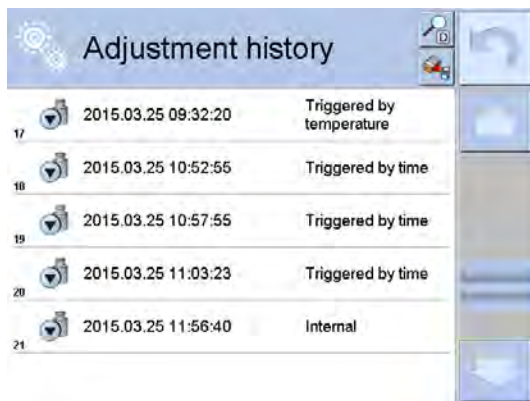 Adjustment history
D
17 2015.03.25 09:32:20 Triggered by
temperature
18 2015.03.25 10:52:55 Triggered by time
19 2015.03.25 10:57:55 Triggered by time
20 2015.03.25 11:03:23 Triggered by time
21 2015.03.25 11:56:40 Internal